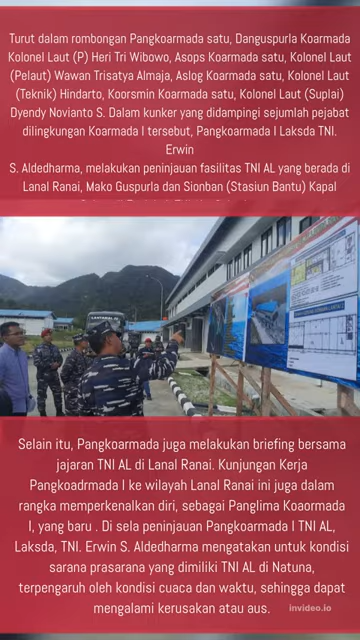 Turut dalam rombongan Pangkoarmada satu, Danguspurla Koarmada
Kolonel Laut (P) Heri Tri Wibowo, Asops Koarmada satu, Kolonel Laut
(Pelaut) Wawan Trisatya Almaja, Aslog Koarmada satu, Kolonel Laut
(Teknik) Hindarto, Koorsmin Koarmada satu, Kolonel Laut (Suplai)
Dyendy Novianto S. Dalam kunker yang didampingi sejumlah pejabat
dilingkungan Koarmada I tersebut, Pangkoarmada I Laksda TNI.
Erwin
S. Aldedharma, melakukan peninjauan fasilitas TNI AL yang berada di
Lanal Ranai, Mako Guspurla dan Sionban (Stasiun Bantu) Kapal
Selain itu, Pangkoarmada juga melakukan briefing bersama
jajaran TNI AL di Lanal Ranai. Kunjungan Kerja
Pangkoadrmada I ke wilayah Lanal Ranai ini juga dalam
rangka memperkenalkan diri, sebagai Panglima Koaormada
I, yang baru . Di sela peninjauan Pangkoarmada I TNI AL,
Laksda, TNI. Erwin S. Aldedharma mengatakan untuk kondisi
sarana prasarana yang dimiliki TNI AL di Natuna,
terpengaruh oleh kondisi cuaca dan waktu, sehingga dapat
mengalami kerusakan atau aus.
invideo.io